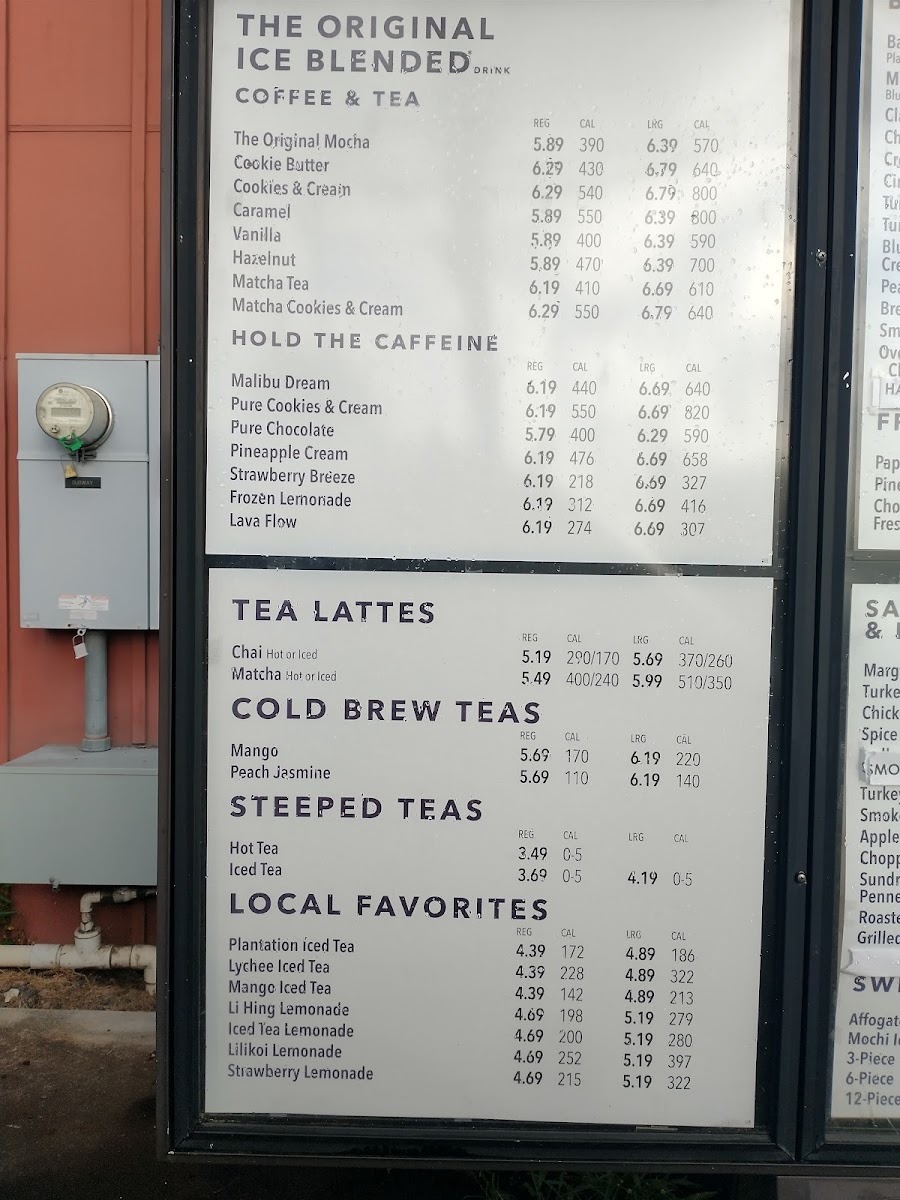 THE ORIGINAL
ICE BLENDED® DRINK
COFFEE & TEA
REG CAL LRG CAL
The Original Mocha 5.89 390 6.39 570
Cookie Butter 6.29 430 6.79 640
Cookies & Cream 6.29 540 6.79 800
Caramel 5.89 550 6.39 800
Vanilla 5.89 400 6.39 590
Hazelnut 5.89 470 6.39 700
Matcha Tea 6.19 410 6.69 610
Matcha Cookies & Cream 6.29 550 6.79 640
HOLD THE CAFFEINE
REG CAL LRG CAL
Malibu Dream 6.19 440 6.69 640
Pure Cookies & Cream 6.19 550 6.69 820
Pure Chocolate 5.79 400 6.29 590
Pineapple Cream 6.19 476 6.69 658
Strawberry Breeze 6.19 218 6.69 327
Frozen Lemonade 6.19 312 6.69 416
Lava Flow 6.19 274 6.69 307
TEA LATTES
REG CAL LRG CAL
Chai Hot or Iced 5.19 290/170 5.69 370/260
Matcha Hot or Iced 5.49 400/240 5.99 510/350
COLD BREW TEAS
REG CAL LRG CAL
Mango 5.69 170 6.19 220
Peach Jasmine 5.69 110 6.19 140
STEEPED TEAS
REG CAL LRG CAL
Hot Tea 3.49 0-5
Iced Tea 3.69 0-5 4.19 0-5
LOCAL FAVORITES
REG CAL LRG CAL
Plantation Iced Tea 4.39 172 4.89 186
Lychee Iced Tea 4.39 228 4.89 322
Mango Iced Tea 4.39 142 4.89 213
Li Hing Lemonade 4.69 198 5.19 279
Iced Tea Lemonade 4.69 200 5.19 280
Lilikoi Lemonade 4.69 252 5.19 397
Strawberry Lemonade 4.69 215 5.19 322
SUBWAY
&
Turkey
Spice
Apple
Penne
3-Piece
6-Piece
12-Piece